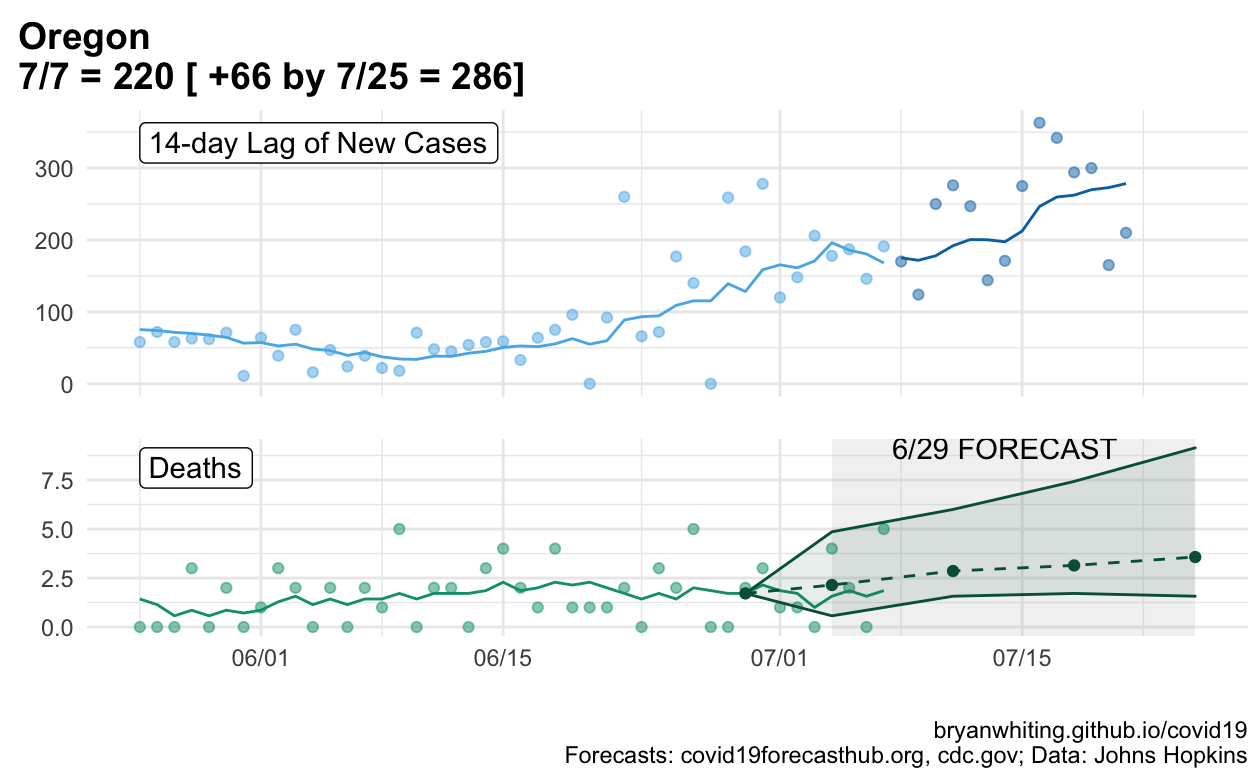 Oregon
7/7 = 220 [ +66 by 7/25 = 286]
14-day Lag of New Cases
300
200
100
0
Deaths
6/29 FORECAST
7.5
5.0
2.5
0.0
06/01 06/15 07/01 07/15
bryanwhiting.github.io/covid19
Forecasts: covid19forecasthub.org, cdc.gov; Data: Johns Hopkins